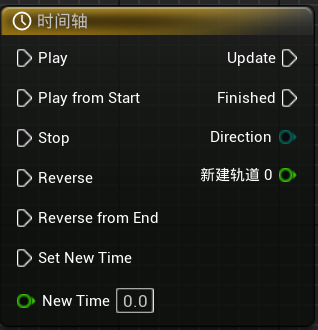 时间轴
Play
Update
Play from Start
Finished
Stop
Direction
Reverse
新建轨道 0
Reverse from End
Set New Time
New Time 0.0